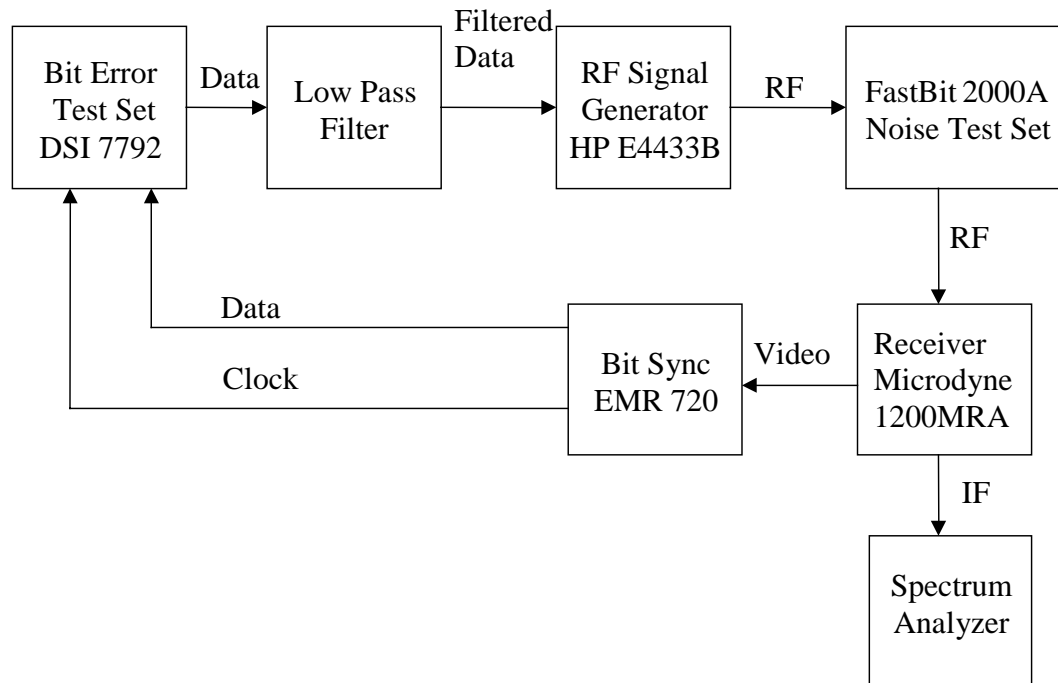 Bit Error
Test Set
DSI 7792
Data
Low Pass
Filter
Filtered
Data
RF Signal
Generator
HP E4433B
RF
FastBit 2000A
Noise Test Set
RF
Receiver
Microdyne
1200MRA
Video
Bit Sync
EMR 720
Data
Clock
IF
Spectrum
Analyzer